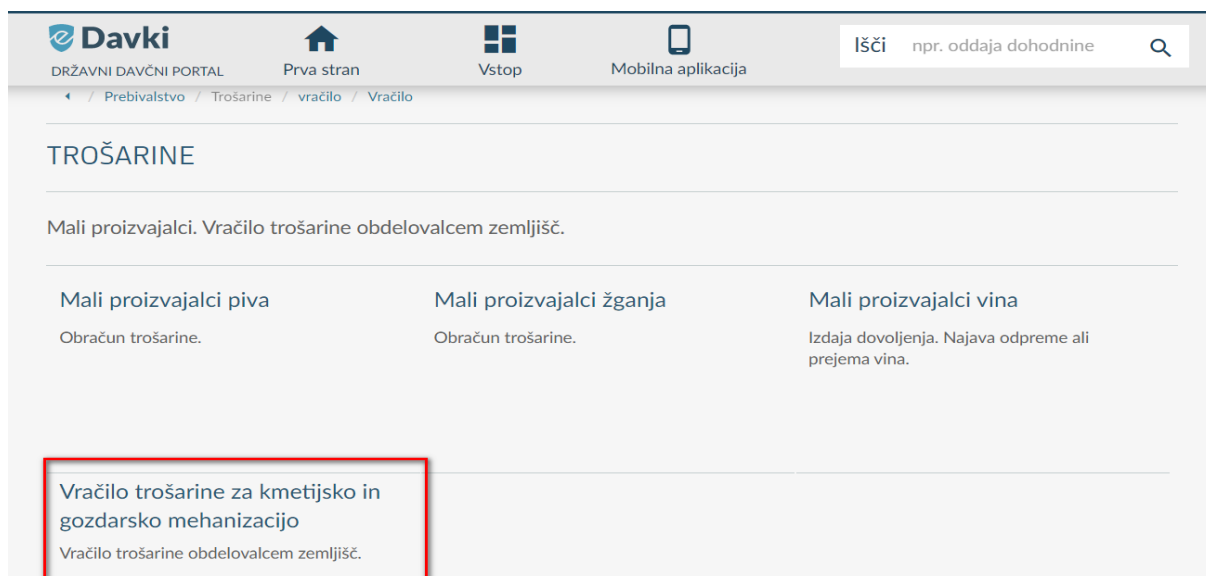 Davki
DRŽAVNI DAVČNI PORTAL
Prva stran
Vstop
Mobilna aplikacija
Išči npr. oddaja dohodnine
/ Prebivalstvo / Trošarine / vračilo / Vračilo
TROŠARINE
Mali proizvajalci. Vračilo trošarine obdelovalcem zemljišč.
Mali proizvajalci piva
Obračun trošarine.
Mali proizvajalci žganja
Obračun trošarine.
Mali proizvajalci vina
Izdaja dovoljenja. Najava odpreme ali
prejema vina.
Vračilo trošarine za kmetijsko in
gozdarsko mehanizacijo
Vračilo trošarine obdelovalcem zemljišč.